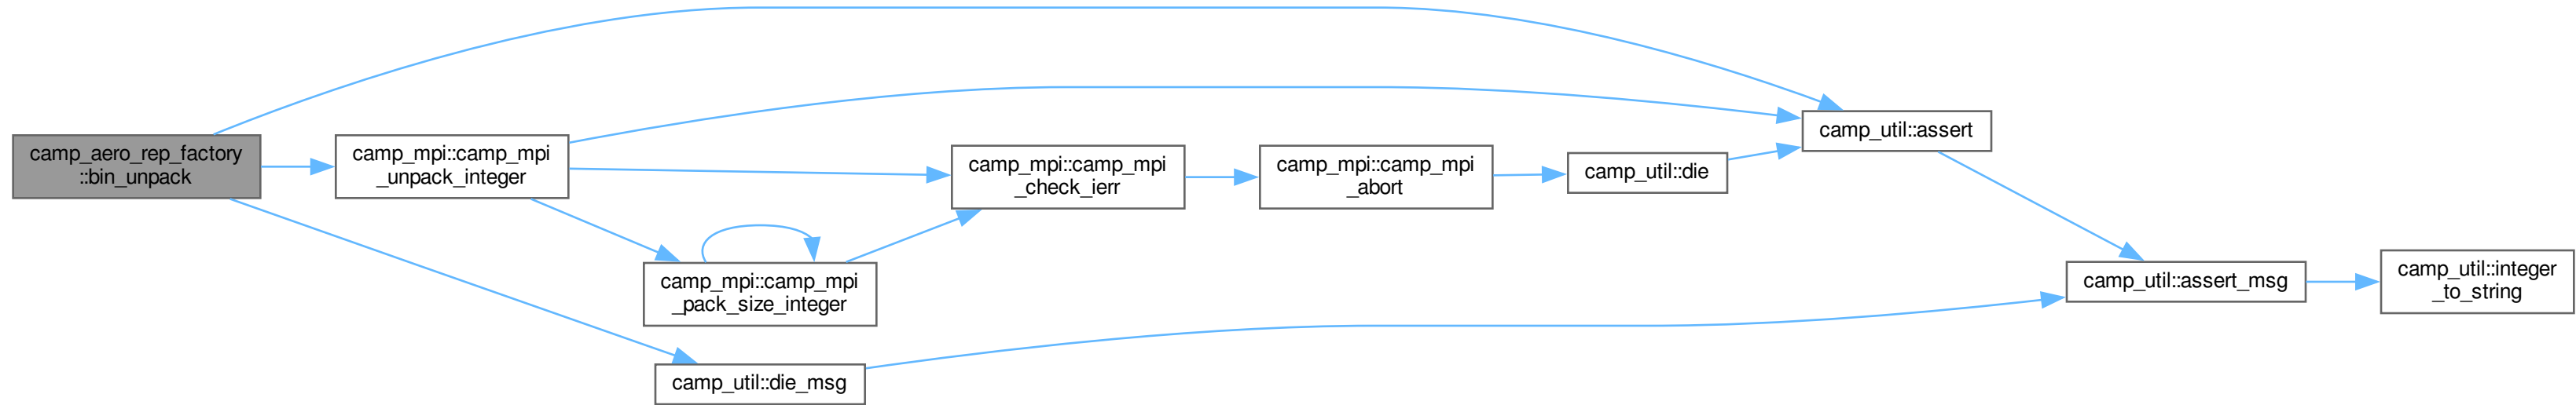 camp_aero_rep_factory
::bin_unpack
camp_mpi::camp_mpi
_unpack_integer
camp_mpi::camp_mpi
_pack_size_integer
camp_util::die_msg
camp_mpi::camp_mpi
_check_ierr
camp_mpi::camp_mpi
_abort
camp_util::die
camp_util::assert
camp_util::assert_msg
camp_util::integer
_to_string